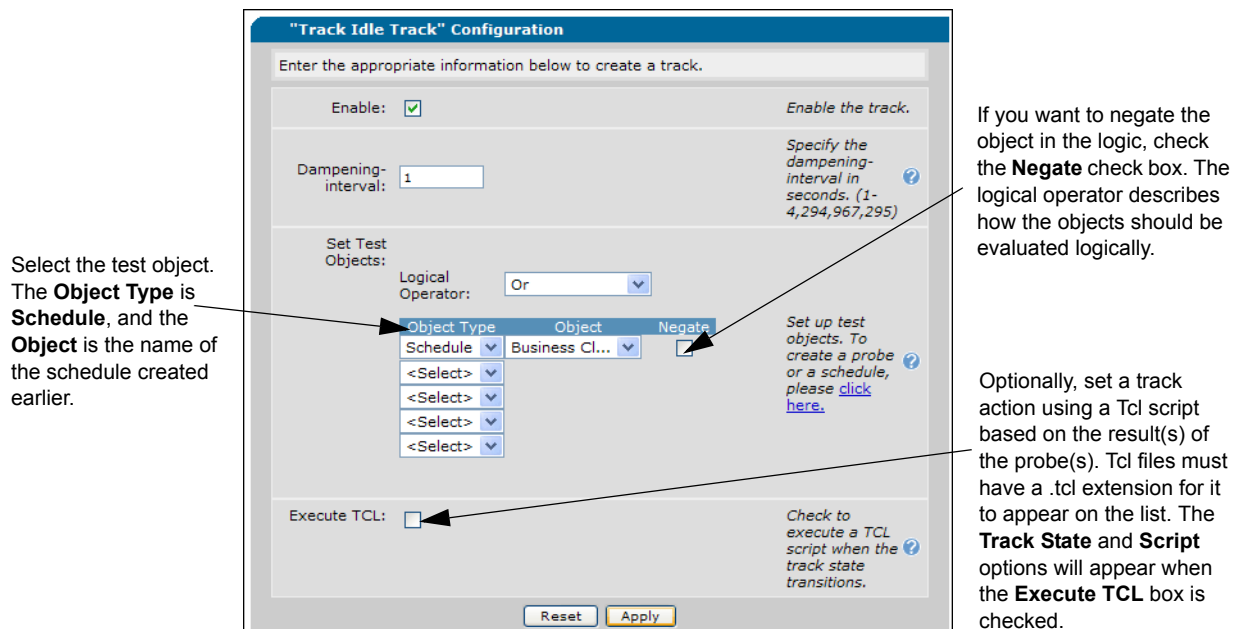 "Track Idle Track" Configuration
Enter the appropriate information below to create a track.
Enable:
Enable the track.
Dampening-
interval:
1
Specify the
dampening-
interval in
seconds. (1-
4,294,967,295)
Set Test
Objects:
Logical
Operator:
Or
Object Type Object Negate
Schedule Business Cl...
<Select>
<Select>
<Select>
<Select>
Set up test
objects. To
create a probe
or a schedule,
please click
here.
Execute TCL:
Check to
execute a TCL
script when the
track state
transitions.
Reset Apply
Select the test object.
The Object Type is
Schedule, and the
Object is the name of
the schedule created
earlier.
If you want to negate the
object in the logic, check
the Negate check box. The
logical operator describes
how the objects should be
evaluated logically.
Optionally, set a track
action using a Tcl script
based on the result(s) of
the probe(s). Tcl files must
have a .tcl extension for it
to appear on the list. The
Track State and Script
options will appear when
the Execute TCL box is
checked.